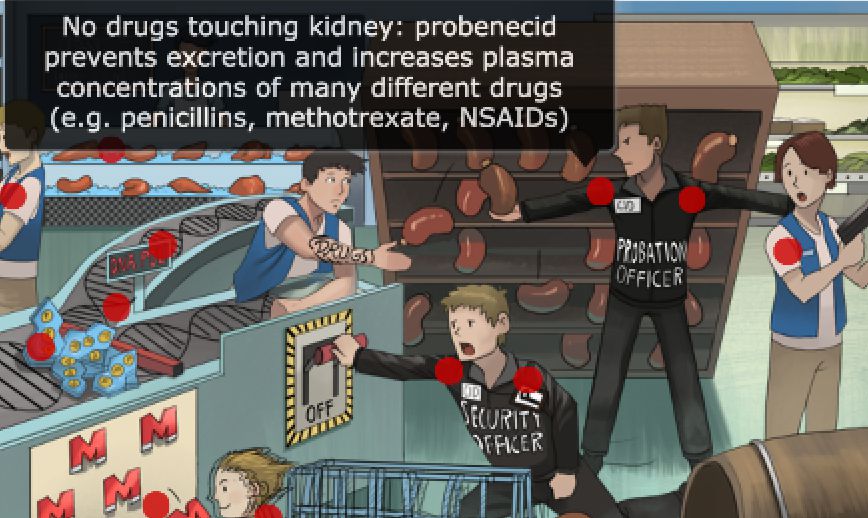 No drugs touching kidney: probenecid
prevents excretion and increases plasma
concentrations of many different drugs
(e.g. penicillins, methotrexate, NSAIDs)
DRUGS
PROBATION
OFFICER
OFF
SECURITY
OFFICER
M M
M M M